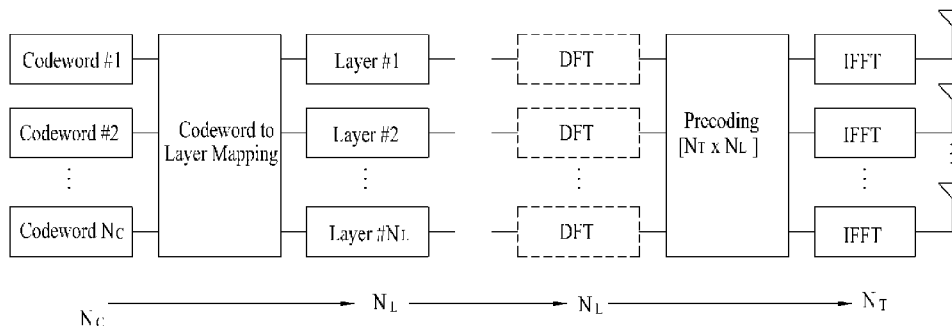 Codeword #1
Layer #1
DFT
IFFT
Codeword #2
Codeword to
Layer Mapping
Layer #2
DFT
Precoding
[NT x NL ]
IFFT
Codeword NC
Layer #NL
DFT
IFFT
NC
NL
NL
NT